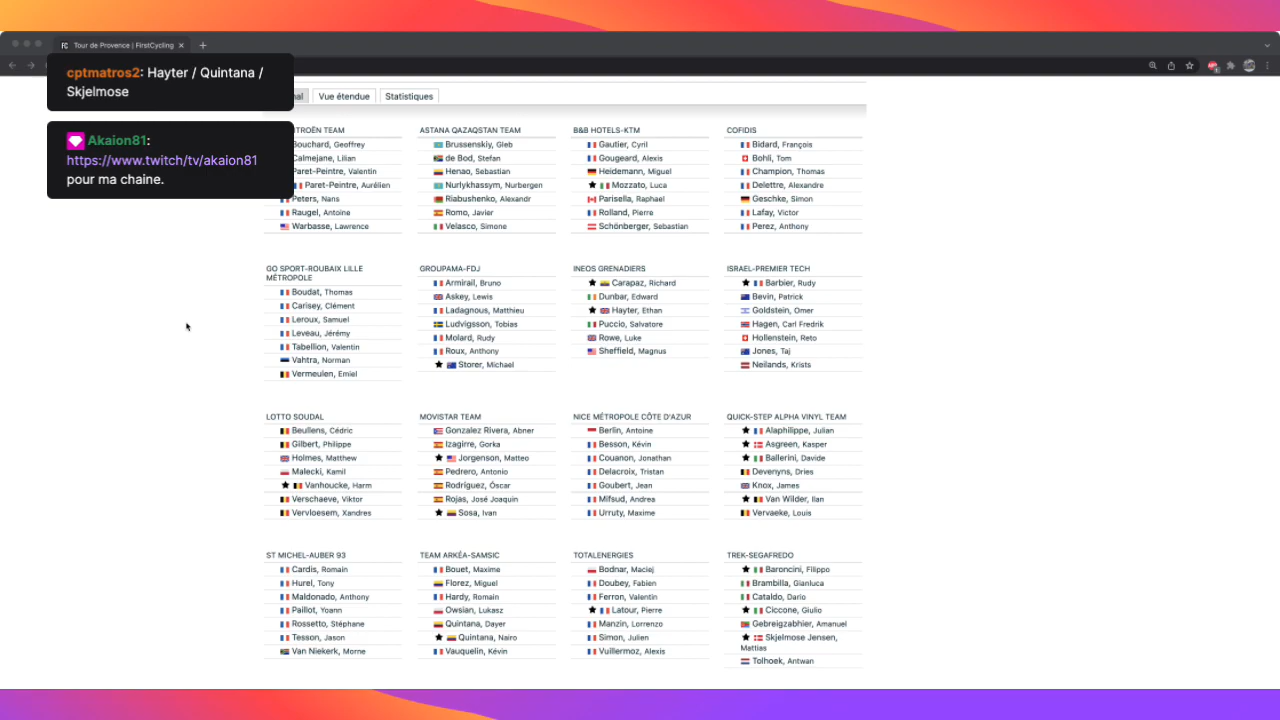 Tour de Provence | FirstCycling
cptmatros2: Hayter / Quintana /
Skjelmose
Akaion81:
https://www.twitch/tv/akaion81
pour ma chaine.
Vue étendue
Statistiques
ITROËN TEAM
Bouchard, Geoffrey
Calmejane, Lilian
Paret-Peintre, Valentin
Paret-Peintre, Aurélien
Peters, Nans
Raugel, Antoine
Warbasse, Lawrence
ASTANA QAZAQSTAN TEAM
Brussenskiy, Gleb
de Bod, Stefan
Henao, Sebastian
Nurlykhassym, Nurbergen
Riabushenko, Alexandr
Romo, Javier
Velasco, Simone
B&B HOTELS-KTM
Gautier, Cyril
Gougeard, Alexis
Heidemann, Miguel
Mozzato, Luca
Parisella, Raphael
Rolland, Pierre
Schönberger, Sebastian
COFIDIS
Bidard, François
Bohli, Tom
Champion, Thomas
Delettre, Alexandre
Geschke, Simon
Lafay, Victor
Perez, Anthony
GO SPORT-ROUBAIX LILLE
MÉTROPOLE
Boudat, Thomas
Carisey, Clément
Leroux, Samuel
Leveau, Jérémy
Tabellion, Valentin
Vahtra, Norman
Vermeulen, Emiel
GROUPAMA-FDJ
Armirail, Bruno
Askey, Lewis
Ladagnous, Matthieu
Ludvigsson, Tobias
Molard, Rudy
Roux, Anthony
Storer, Michael
INEOS GRENADIERS
Carapaz, Richard
Dunbar, Edward
Hayter, Ethan
Puccio, Salvatore
Rowe, Luke
Sheffield, Magnus
ISRAEL-PREMIER TECH
Barbier, Rudy
Bevin, Patrick
Goldstein, Omer
Hagen, Carl Fredrik
Hollenstein, Reto
Jones, Taj
Neilands, Krists
LOTTO SOUDAL
Beullens, Cédric
Gilbert, Philippe
Holmes, Matthew
Malecki, Kamil
Vanhoucke, Harm
Verschaeve, Viktor
Vervloesem, Xandres
MOVISTAR TEAM
Gonzalez Rivera, Abner
Izagirre, Gorka
Jorgenson, Matteo
Pedrero, Antonio
Rodríguez, Óscar
Rojas, José Joaquin
Sosa, Ivan
NICE MÉTROPOLE CÔTE D'AZUR
Berlin, Antoine
Besson, Kévin
Couanon, Jonathan
Delacroix, Tristan
Goubert, Jean
Mifsud, Andrea
Urruty, Maxime
QUICK-STEP ALPHA VINYL TEAM
Alaphilippe, Julian
Asgreen, Kasper
Ballerini, Davide
Devenyns, Dries
Knox, James
Van Wilder, Ilan
Vervaeke, Louis
ST MICHEL-AUBER 93
Cardis, Romain
Hurel, Tony
Maldonado, Anthony
Paillot, Yoann
Rossetto, Stéphane
Tesson, Jason
Van Niekerk, Morne
TEAM ARKÉA-SAMSIC
Bouet, Maxime
Florez, Miguel
Hardy, Romain
Owsian, Lukasz
Quintana, Dayer
Quintana, Nairo
Vauquelin, Kévin
TOTALENERGIES
Bodnar, Maciej
Doubey, Fabien
Ferron, Valentin
Latour, Pierre
Manzin, Lorrenzo
Simon, Julien
Vuillermoz, Alexis
TREK-SEGAFREDO
Baroncini, Filippo
Brambilla, Gianluca
Cataldo, Dario
Ciccone, Giulio
Gebreigzabhier, Amanuel
Skjelmose Jensen,
Mattias
Tolhoek, Antwan